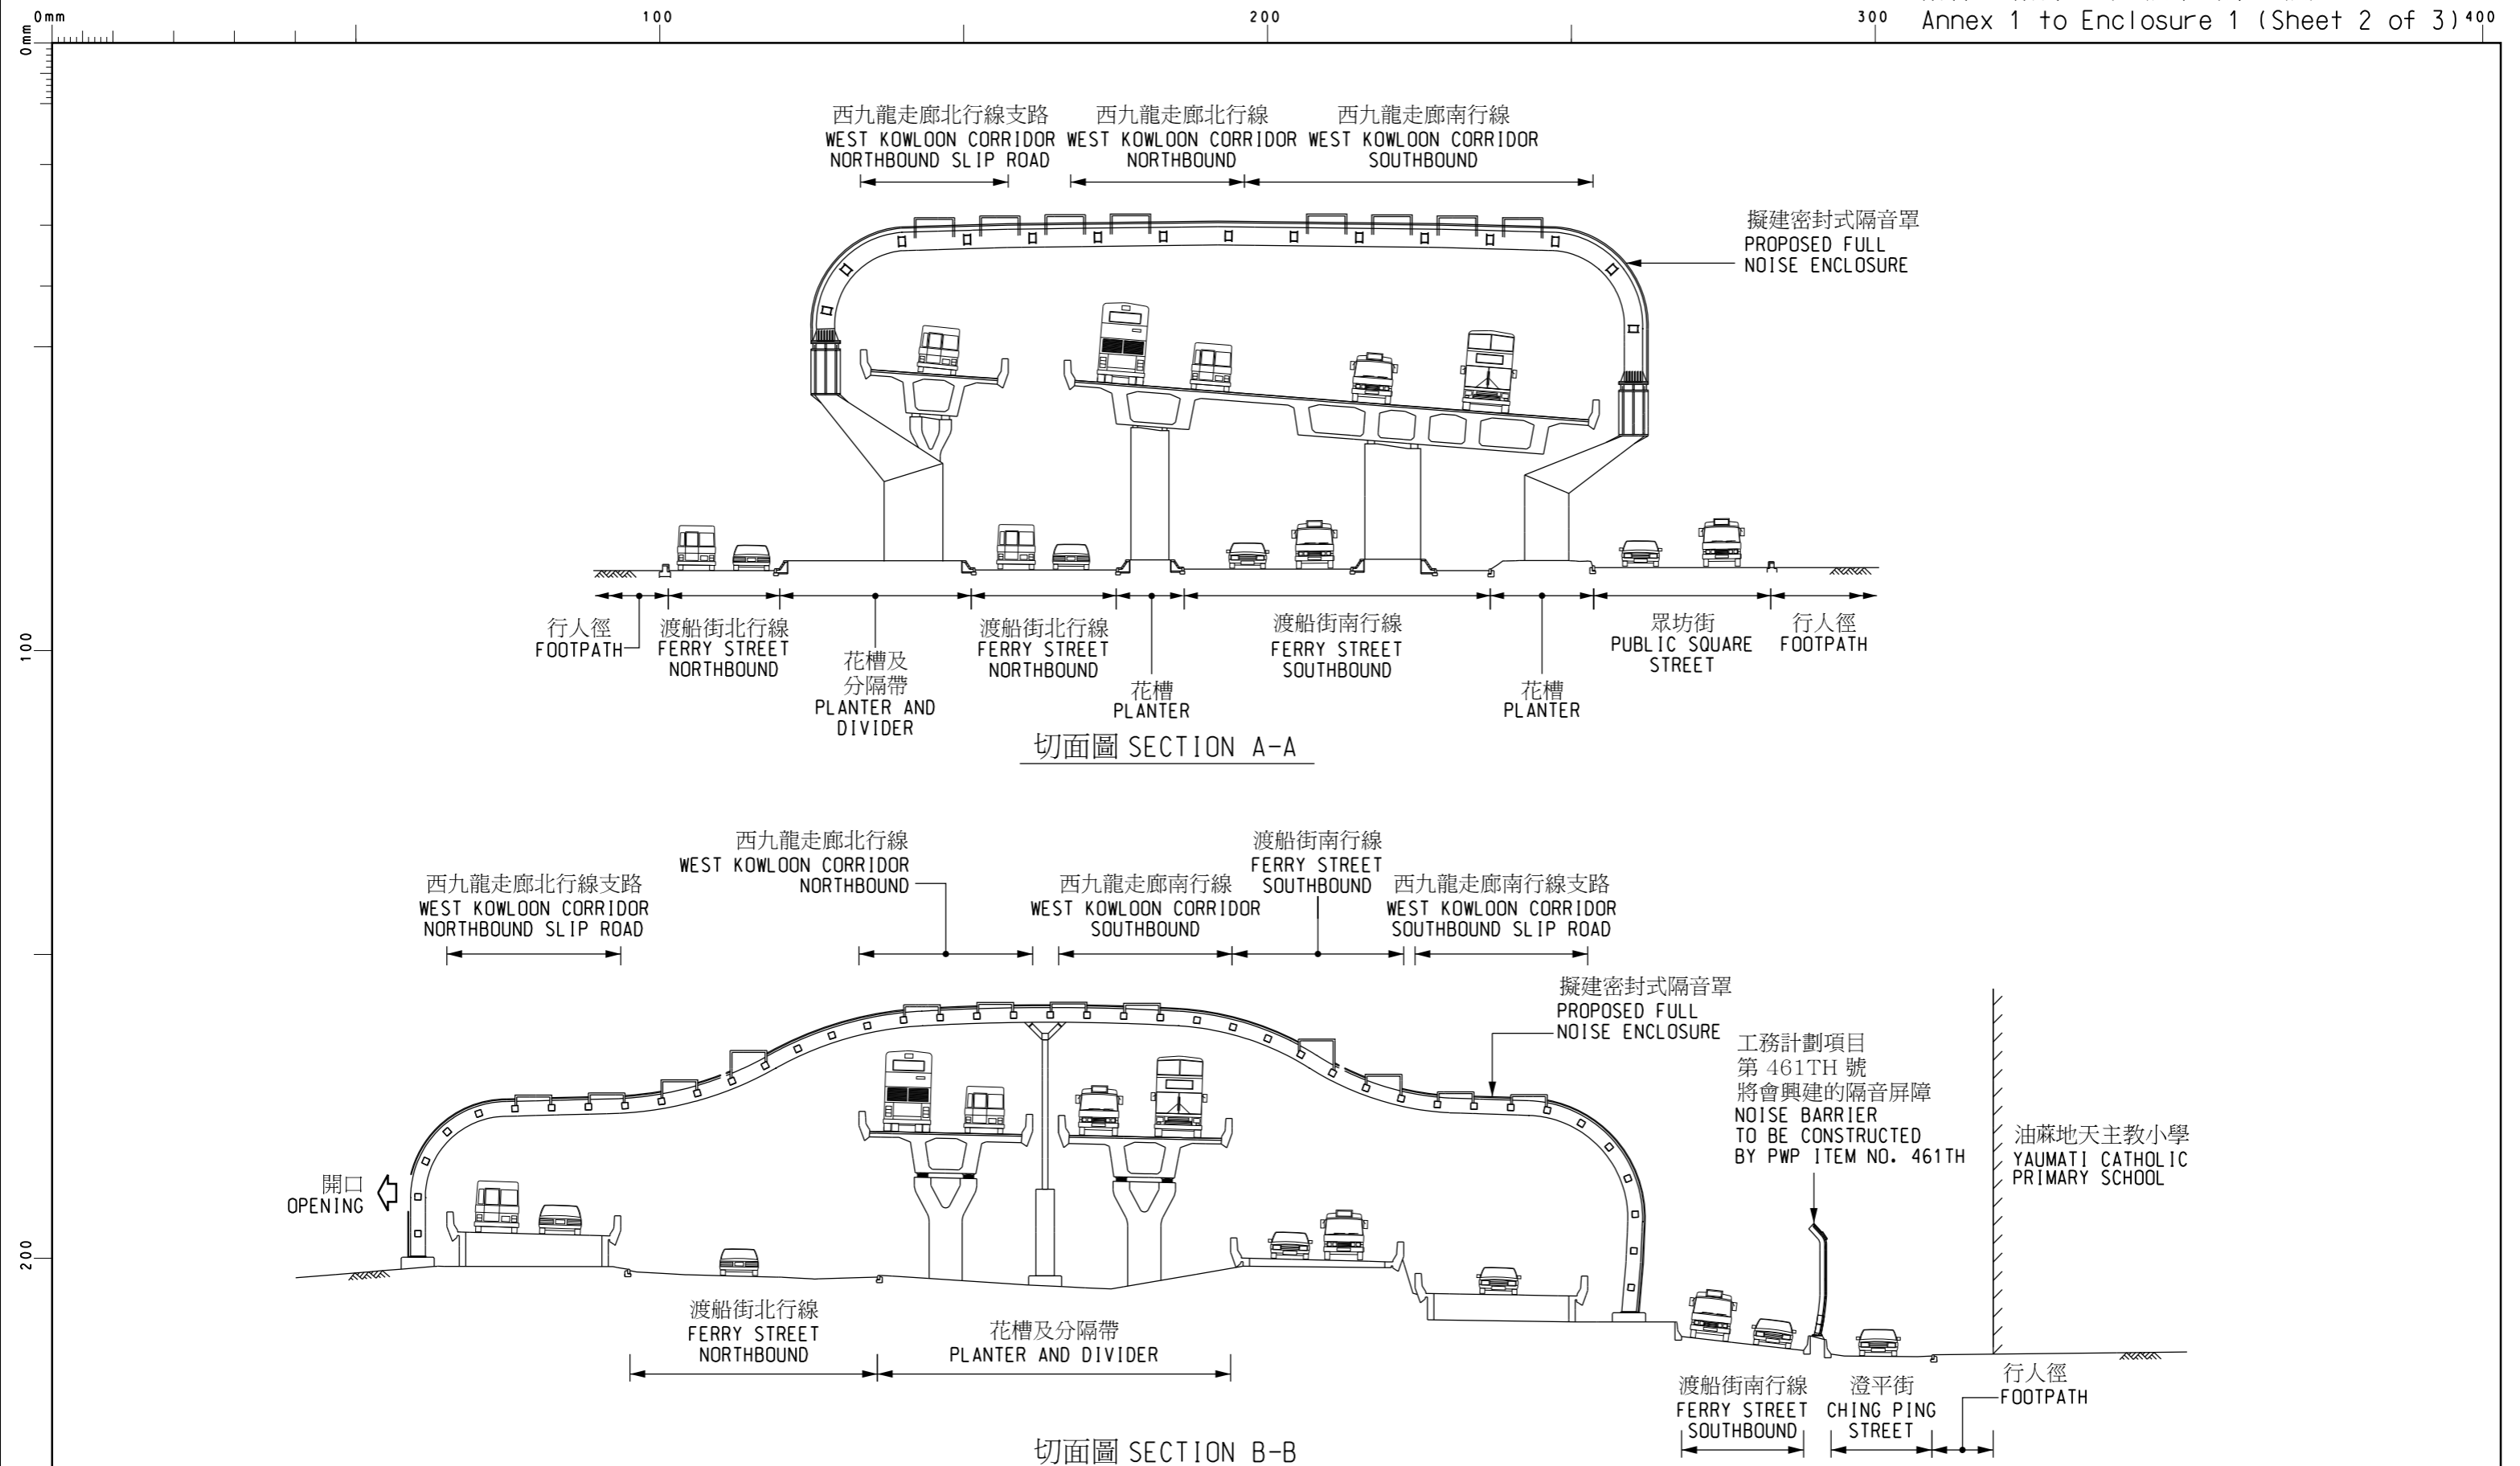 0mm
100
200
300
400
Annex 1 to Enclosure 1 (Sheet 2 of 3)
0mm
100
200
西九龍走廊北行線支路
WEST KOWLOON CORRIDOR
NORTHBOUND SLIP ROAD
西九龍走廊北行線
WEST KOWLOON CORRIDOR
NORTHBOUND
西九龍走廊南行線
WEST KOWLOON CORRIDOR
SOUTHBOUND
擬建密封式隔音罩
PROPOSED FULL
NOISE ENCLOSURE
行人徑
FOOTPATH
渡船街北行線
FERRY STREET
NORTHBOUND
花槽及
分隔帶
PLANTER AND
DIVIDER
渡船街北行線
FERRY STREET
NORTHBOUND
花槽
PLANTER
渡船街南行線
FERRY STREET
SOUTHBOUND
花槽
PLANTER
眾坊街
PUBLIC SQUARE
STREET
行人徑
FOOTPATH
切面圖 SECTION A-A
西九龍走廊北行線支路
WEST KOWLOON CORRIDOR
NORTHBOUND SLIP ROAD
西九龍走廊北行線
WEST KOWLOON CORRIDOR
NORTHBOUND
西九龍走廊南行線
WEST KOWLOON CORRIDOR
SOUTHBOUND
渡船街南行線
FERRY STREET
SOUTHBOUND
西九龍走廊南行線支路
WEST KOWLOON CORRIDOR
SOUTHBOUND SLIP ROAD
擬建密封式隔音罩
PROPOSED FULL
NOISE ENCLOSURE
工務計劃項目
第 461TH 號
將會興建的隔音屏障
NOISE BARRIER
TO BE CONSTRUCTED
BY PWP ITEM NO. 461TH
油蔴地天主教小學
YAUMATI CATHOLIC
PRIMARY SCHOOL
開口
OPENING
渡船街北行線
FERRY STREET
NORTHBOUND
花槽及分隔帶
PLANTER AND DIVIDER
渡船街南行線
FERRY STREET
SOUTHBOUND
澄平街
CHING PING
STREET
行人徑
FOOTPATH
切面圖 SECTION B-B